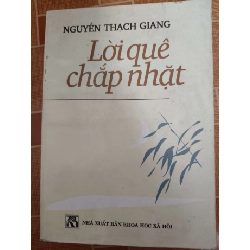 NGUYỄN THẠCH GIANG
Lời quê
chắp nhặt
NHÀ XUẤT BẢN KHOA HỌC XÃ HỘI